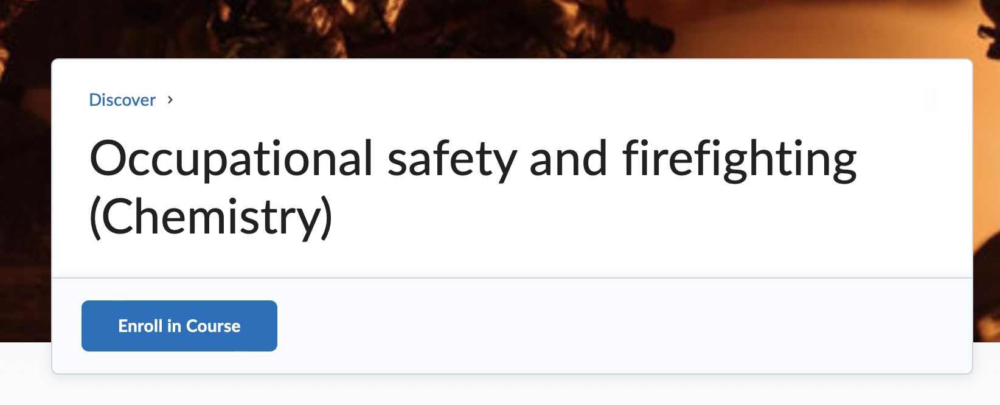 Discover
Occupational safety and firefighting
(Chemistry)
Enroll in Course